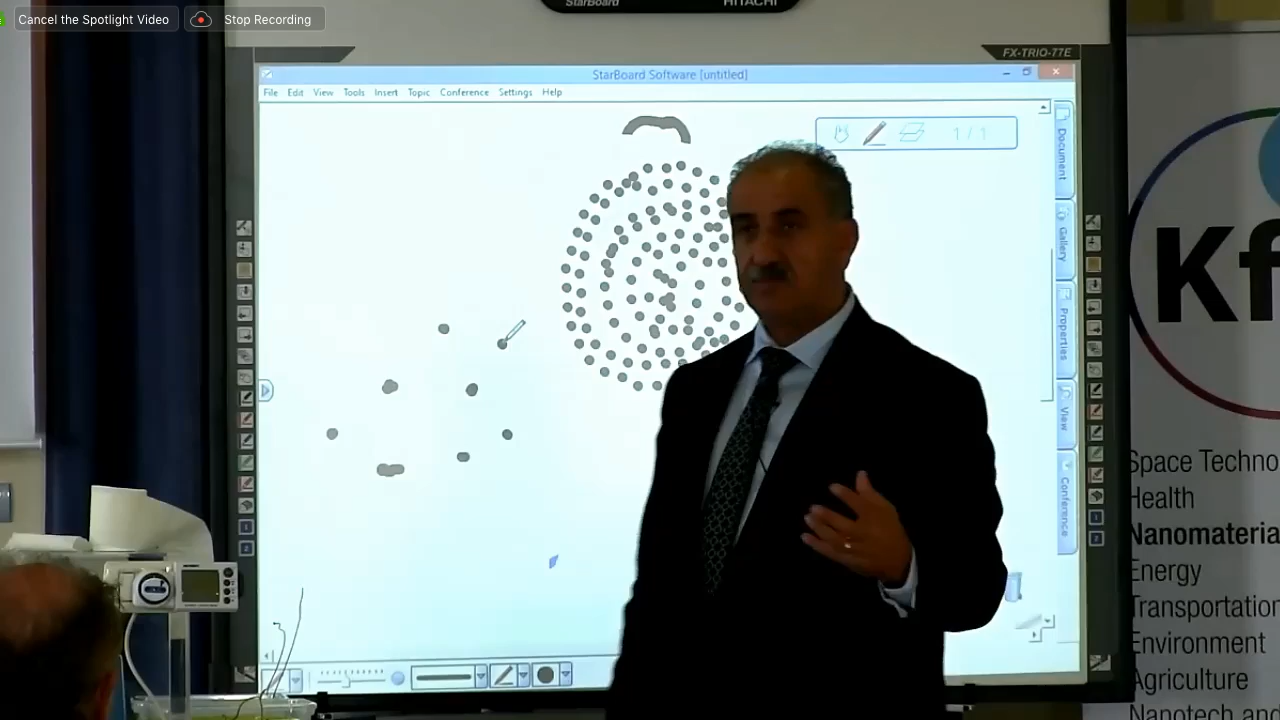 Cancel the Spotlight Video
Stop Recording
StarBoard HITACHI
FX-TRIO-77E
StarBoard Software [untitled]
File Edit View Tools Insert Topic Conference Settings Help
1 / 1
Document
Gallery
Properties
View
Conference
Kf
Space Techno
Health
Nanomateria
Energy
Transportation
Environment
Agriculture
Nanotech and